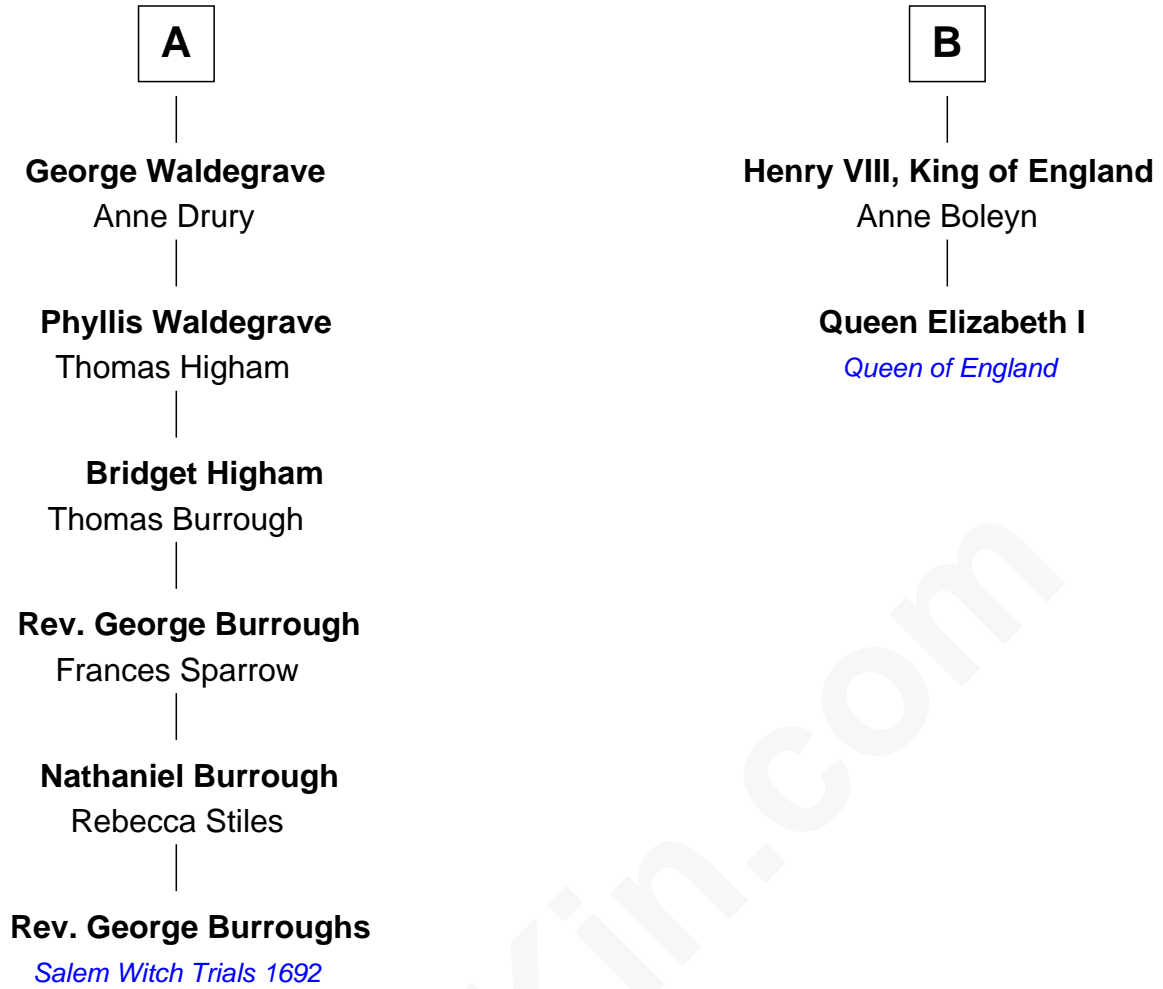 A
George Waldegrave
Anne Drury
Phyllis Waldegrave
Thomas Higham
Bridget Higham
Thomas Burrough
Rev. George Burrough
Frances Sparrow
Nathaniel Burrough
Rebecca Stiles
Rev. George Burroughs
Salem Witch Trials 1692
B
Henry VIII, King of England
Anne Boleyn
Queen Elizabeth I
Queen of England
Kin.com